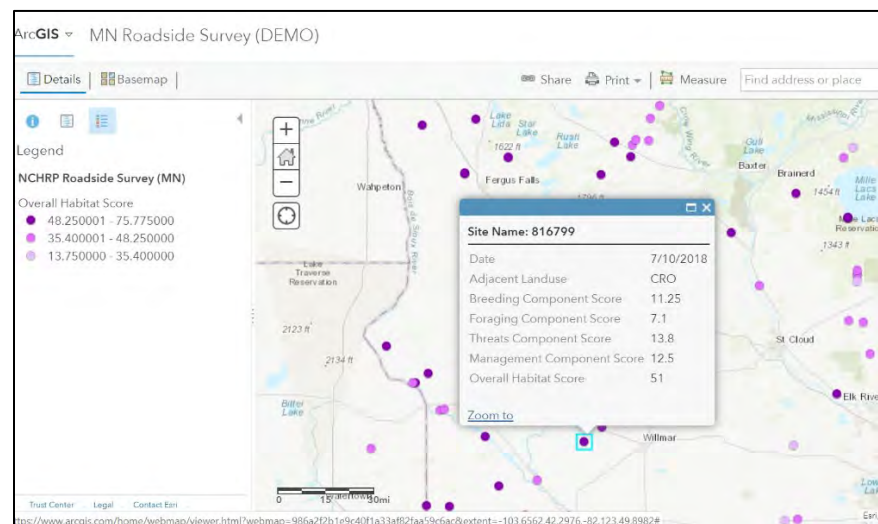 ArcGIS MN Roadside Survey (DEMO)
Details Basemap Share Print Measure Find address or place
Legend
NCHRP Roadside Survey (MN)
Overall Habitat Score
48.250001 - 75.775000
35.400001 - 48.250000
13.750000 - 35.400000
Trust Center Legal Contact Esri
Lake
Lida
Star
Lake
Rush
Lake
1622 ft
Crow Wing River
Gull
Lake
Baxter
Brainerd
Wahpeton
Fergus Falls
Bois de Sioux River
1454 ft
Mille
Lacs
Lake
1343 ft
Lake
Traverse
Reservation
2123 ft
2134 ft
St Cloud
Bitter
Lake
Willmar
0 15 30mi
Site Name: 816799
Date 7/10/2018
Adjacent Landuse CRO
Breeding Component Score 11.25
Foraging Component Score 7.1
Threats Component Score 13.8
Management Component Score 12.5
Overall Habitat Score 51
Zoom to